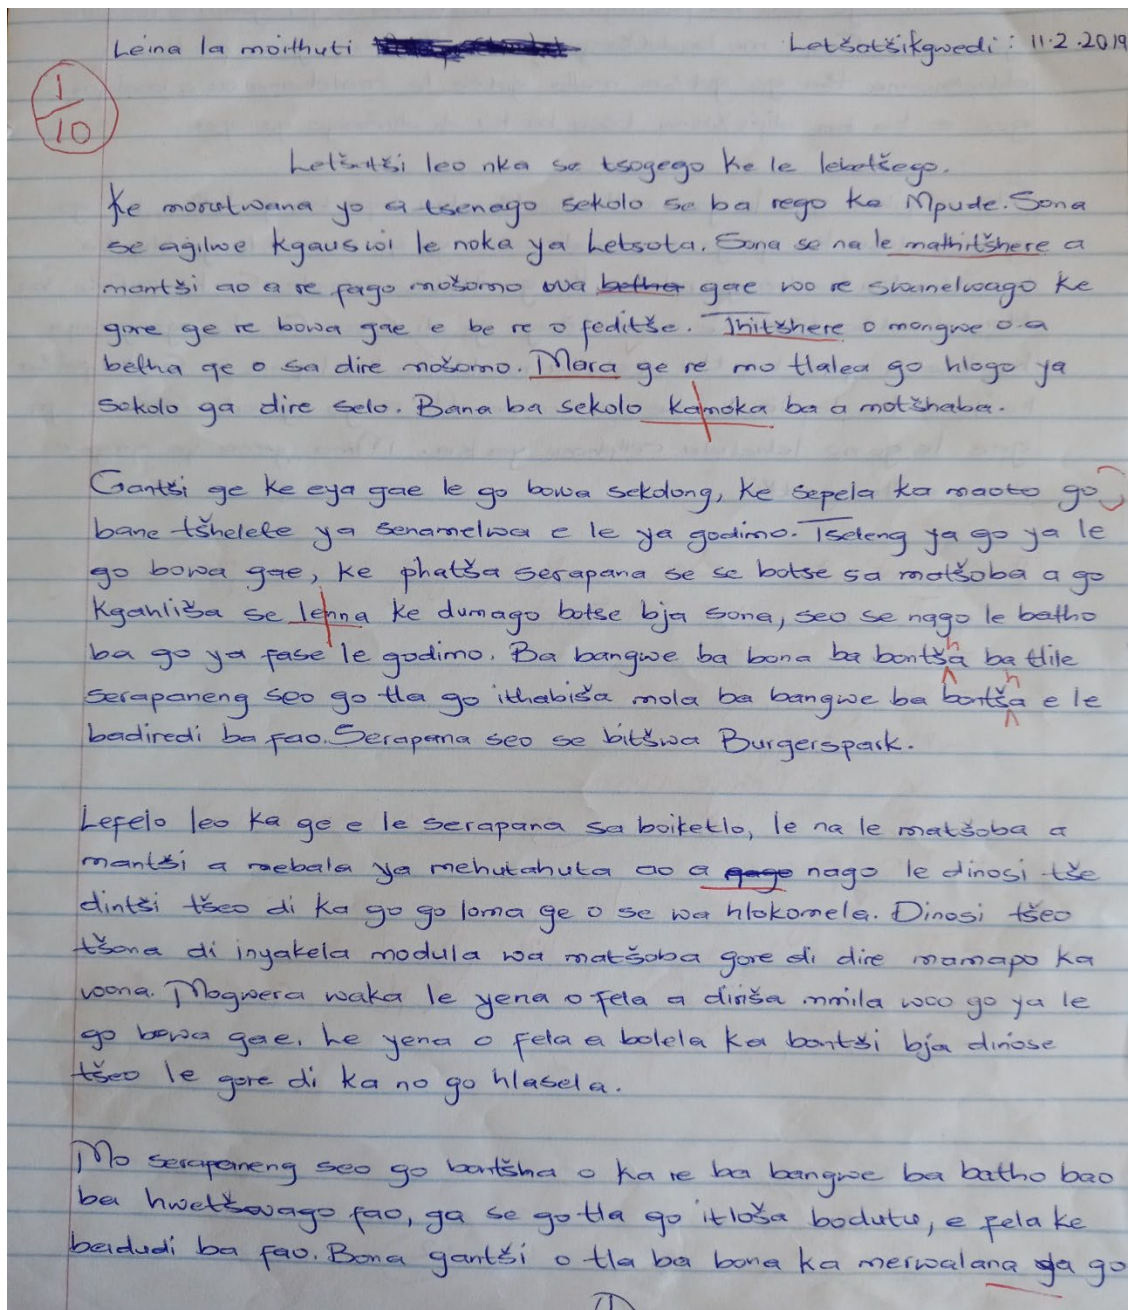 Leina la moithuti Letšatšikgwedi : 11.2.2019
1/10
Letšatši leo nka se tsogego ke le lebatšego.
Ke morutwana yo a tsenago sekolo se ba rego ke Mpude. Sona
se agilwe kgauswi le noka ya Letsota. Sona se na le mathitšhere a
mantši ao a re fago mošomo wa betha gae wo re swanelwago ke
gore ge re bowa gae e be re o feditše. Thitšhere o mongwe o a
betha ge o sa dire mošomo. Mara ge re mo tlalea go hlogo ya
sekolo ga dire selo. Bana ba sekolo kamoka ba a motšhaba.
Gantši ge ke eya gae le go bowa sekolong, ke sepela ka maoto go
bane tšhelete ya senamelwa e le ya godimo. Tseleng ya go ya le
go bowa gae, ke phatša serapana se se botse sa matšoba a go
kgahliša se lenna ke dumago botse bja sona, seo se nago le batho
ba go ya fase le godimo. Ba bangwe ba bona ba bontšha ba tlile
serapaneng seo go tla go ithabiša mola ba bangwe ba bontšha e le
badiredi ba fao. Serapana seo se bitšwa Burgerspark.
Lefelo leo ka ge e le serapana sa boiketlo, le na le matšoba a
mantši a mebala ya mehutahuta ao a gago nago le dinosi tše
dintši tšeo di ka go go loma ge o se wa hlokomela. Dinosi tšeo
tšona di inyakela modula wa matšoba gore di dire mamapo ka
woona. Mogwera waka le yena o fela a diriša mmila woo go ya le
go bowa gae, le yena o fela a bolela ka bontši bja dinose
tšeo le gore di ka no go hlasela.
Mo serapaneng seo go bontšha o ka re ba bangwe ba batho bao
ba hwetšwago fao, ga se go tla go itloša bodutu, e fela ke
badudi ba fao. Bona gantši o tla ba bona ka merwalana ya go
1